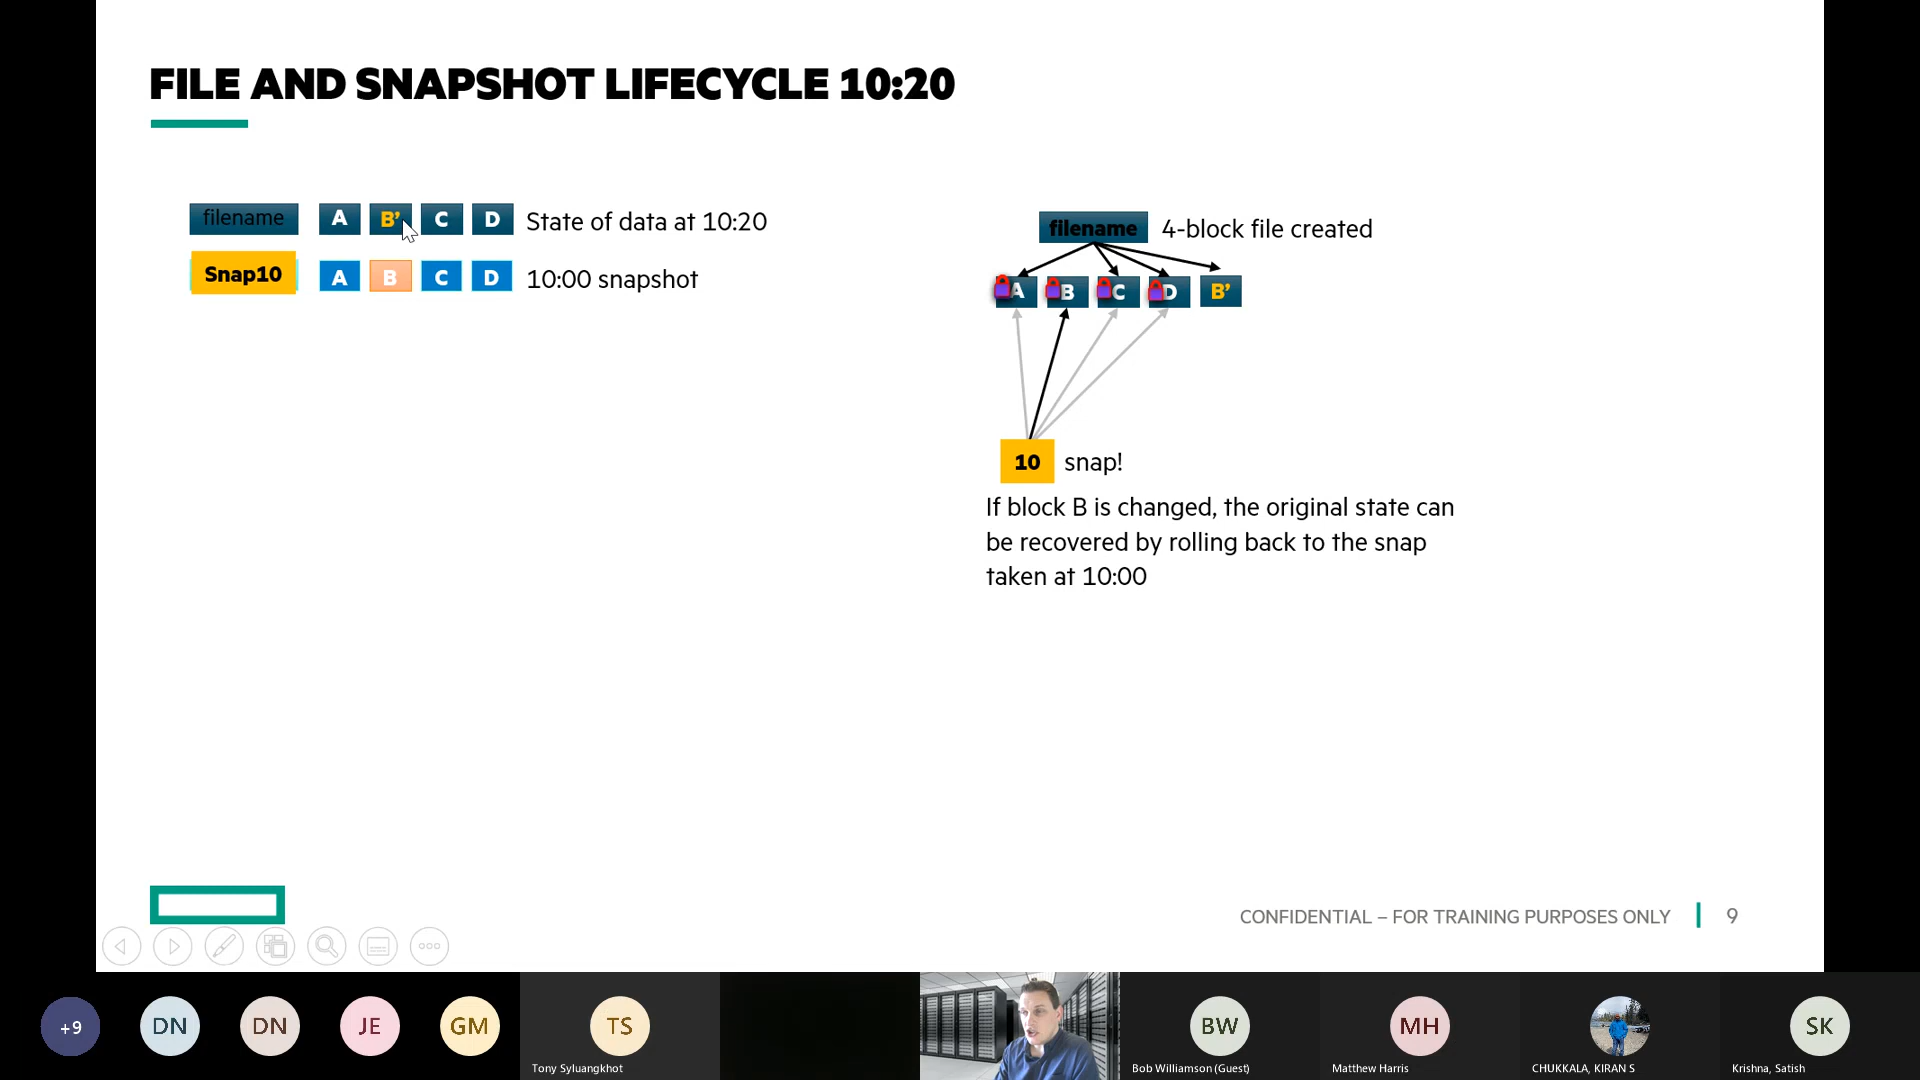 FILE AND SNAPSHOT LIFECYCLE 10:20
filename A B’ C D State of data at 10:20
Snap10 A B C D 10:00 snapshot
filename 4-block file created
A B C D B’
10 snap!
If block B is changed, the original state can
be recovered by rolling back to the snap
taken at 10:00
CONFIDENTIAL – FOR TRAINING PURPOSES ONLY 9
+9 DN DN JE GM TS BW MH SK
Tony Syluangkhot Bob Williamson (Guest) Matthew Harris CHUKKALA, KIRAN S Krishna, Satish